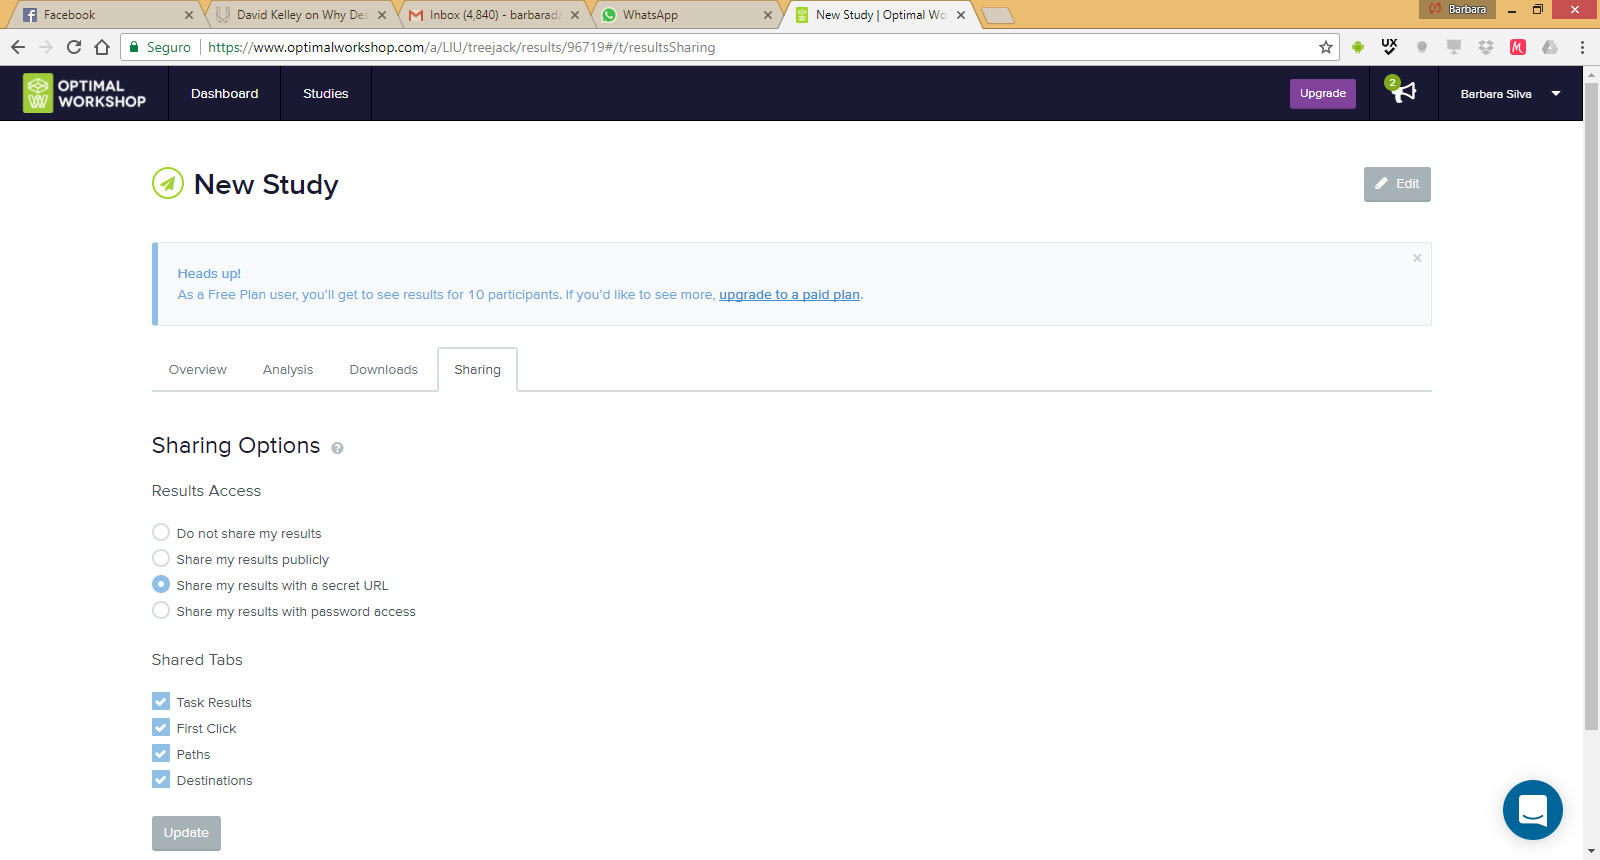 Facebook
David Kelley on Why Des
Inbox (4,840) - barbarada
WhatsApp
New Study | Optimal Wo
Barbara
Seguro
https://www.optimalworkshop.com/a/LIU/treejack/results/96719#/t/resultsSharing
UX
OPTIMAL
WORKSHOP
Dashboard
Studies
Upgrade
2
Barbara Silva
New Study
Edit
Heads up!
As a Free Plan user, you'll get to see results for 10 participants. If you'd like to see more, upgrade to a paid plan.
Overview
Analysis
Downloads
Sharing
Sharing Options ?
Results Access
Do not share my results
Share my results publicly
Share my results with a secret URL
Share my results with password access
Shared Tabs
Task Results
First Click
Paths
Destinations
Update